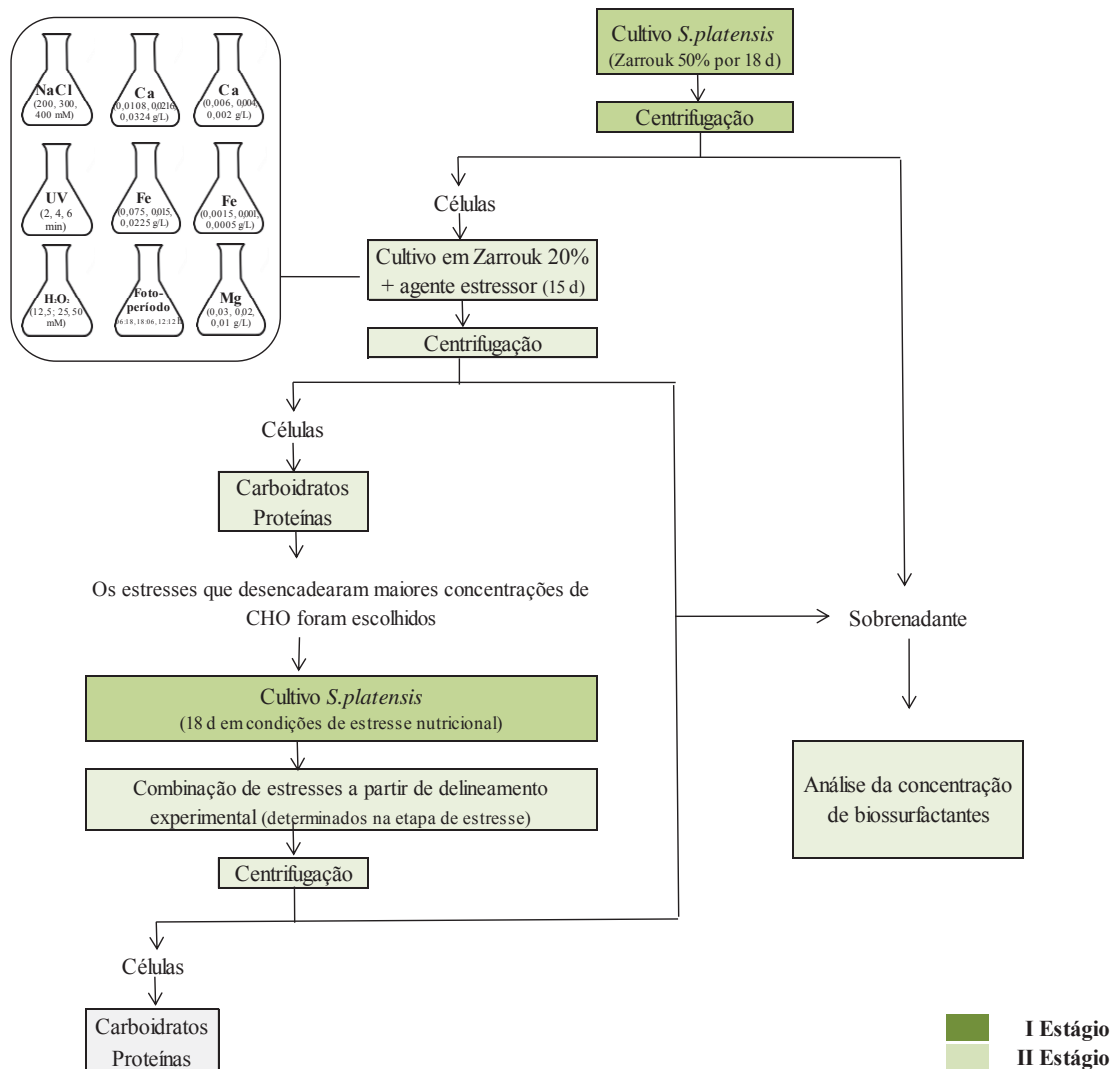 Cultivo S.platensis
(Zarrouk 50% por 18 d)
Centrifugação
NaCl
(200, 300,
400 mM)
Ca
(0,0108, 0,0216,
0,0324 g/L)
Ca
(0,006, 0,004,
0,002 g/L)
UV
(2, 4, 6
min)
Fe
(0,075, 0,015,
0,0225 g/L)
Fe
(0,0015, 0,001,
0,0005 g/L)
H₂O₂
(12,5; 25, 50
mM)
Foto-
período
06:18, 18:06, 12:12
Mg
(0,03, 0,02,
0,01 g/L)
Células
Cultivo em Zarrouk 20%
+ agente estressor (15 d)
Centrifugação
Células
Carboidratos
Proteínas
Os estresses que desencadearam maiores concentrações de
CHO foram escolhidos
Sobrenadante
Cultivo S.platensis
(18 d em condições de estresse nutricional)
Combinação de estresses a partir de delineamento
experimental (determinados na etapa de estresse)
Análise da concentração
de biossurfactantes
Centrifugação
Células
Carboidratos
Proteínas
I Estágio
II Estágio